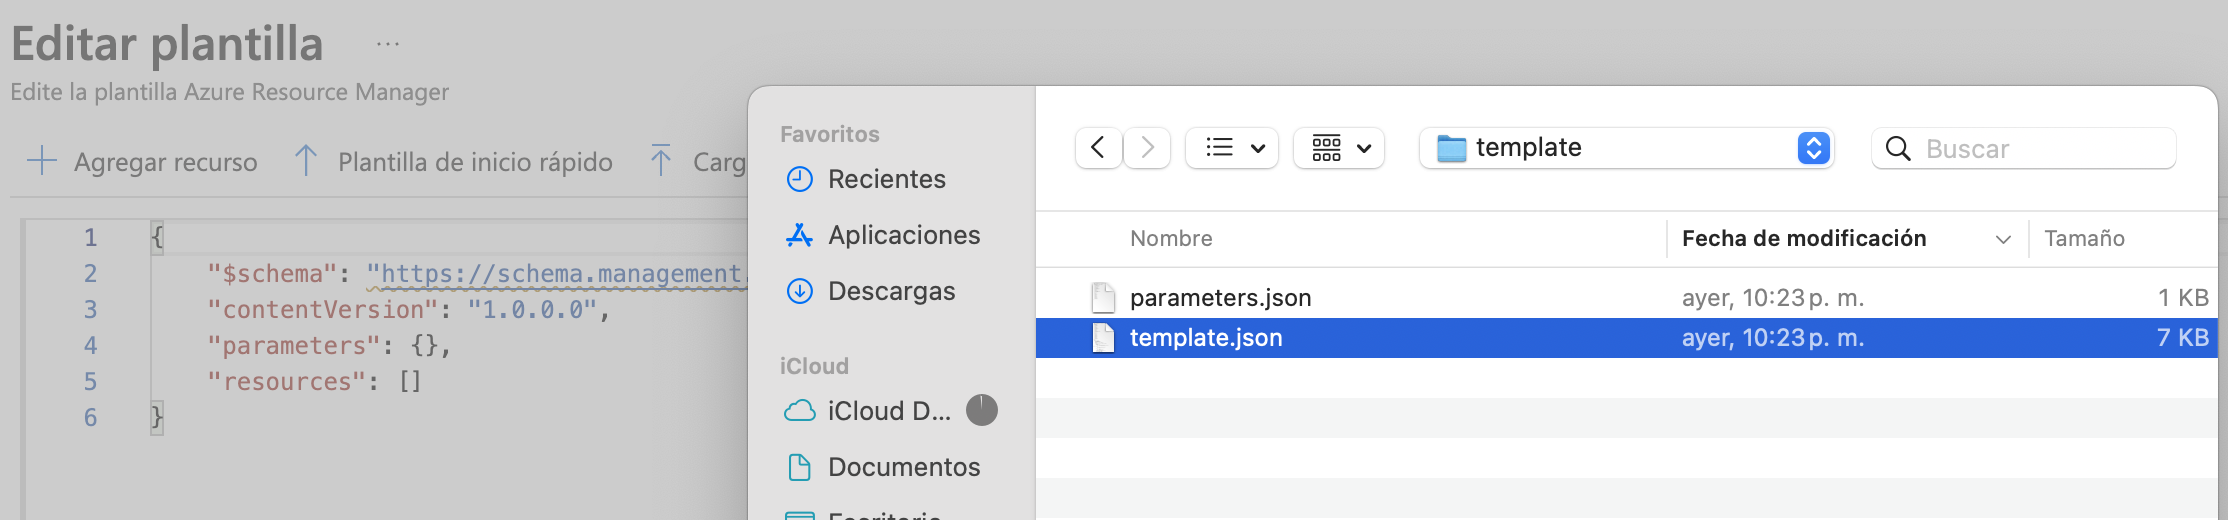 Editar plantilla ...
Edite la plantilla Azure Resource Manager
Agregar recurso Plantilla de inicio rápido Carg
1 {
2 "$schema": "https://schema.management.
3 "contentVersion": "1.0.0.0",
4 "parameters": {},
5 "resources": []
6 }
Favoritos
Recientes
Aplicaciones
Descargas
iCloud
iCloud D...
Documentos
template
Buscar
Nombre Fecha de modificación Tamaño
parameters.json ayer, 10:23 p. m. 1 KB
template.json ayer, 10:23 p. m. 7 KB